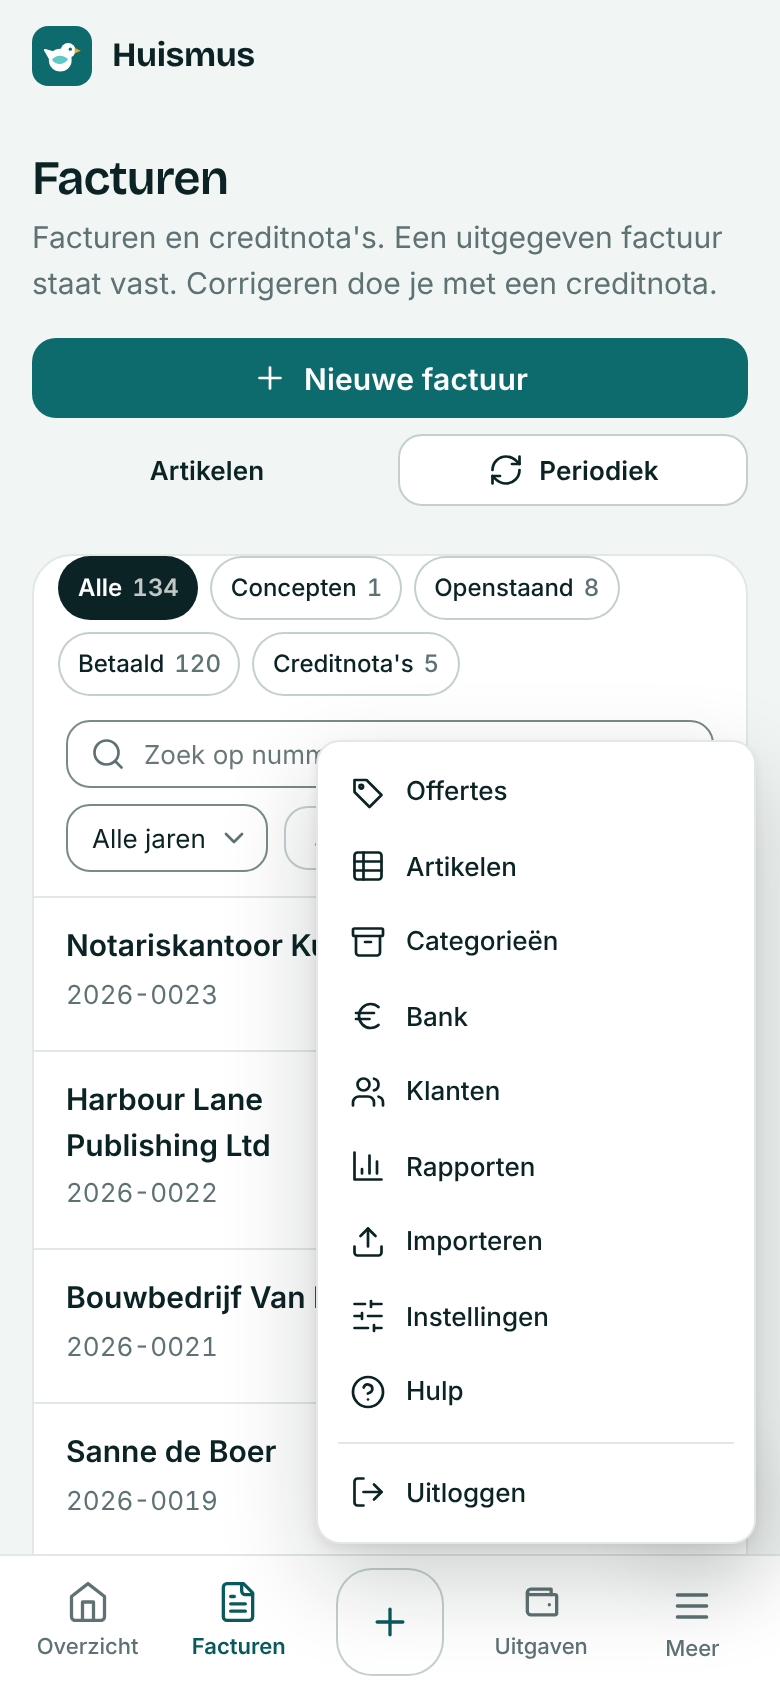 Huismus
Facturen
Facturen en creditnota's. Een uitgegeven factuur
staat vast. Corrigeren doe je met een creditnota.
Nieuwe factuur
Artikelen
Periodiek
Alle 134
Concepten 1
Openstaand 8
Betaald 120
Creditnota's 5
Zoek op
Alle jaren
Notariskantoor
2026-0023
Harbour Lane
Publishing Ltd
2026-0022
Bouwbedrijf Van
2026-0021
Sanne de Boer
2026-0019
Offertes
Artikelen
Categorieën
Bank
Klanten
Rapporten
Importeren
Instellingen
Hulp
Uitloggen
Overzicht
Facturen
Uitgaven
Meer